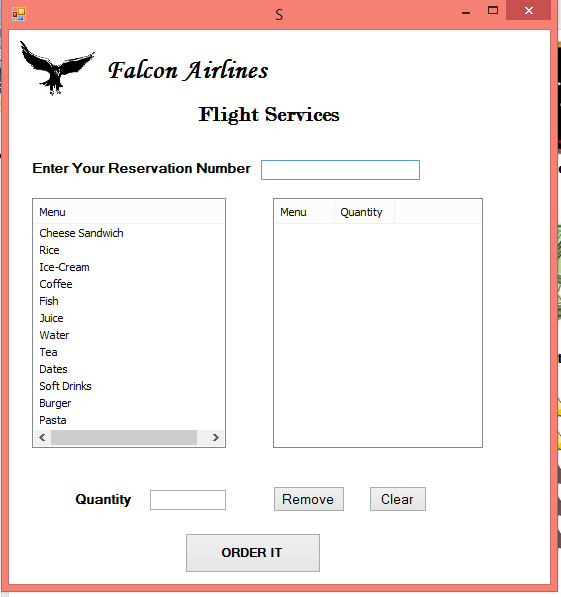 S
Falcon Airlines
Flight Services
Enter Your Reservation Number
Menu
Cheese Sandwich
Rice
Ice-Cream
Coffee
Fish
Juice
Water
Tea
Dates
Soft Drinks
Burger
Pasta
Menu Quantity
Quantity
Remove Clear
ORDER IT